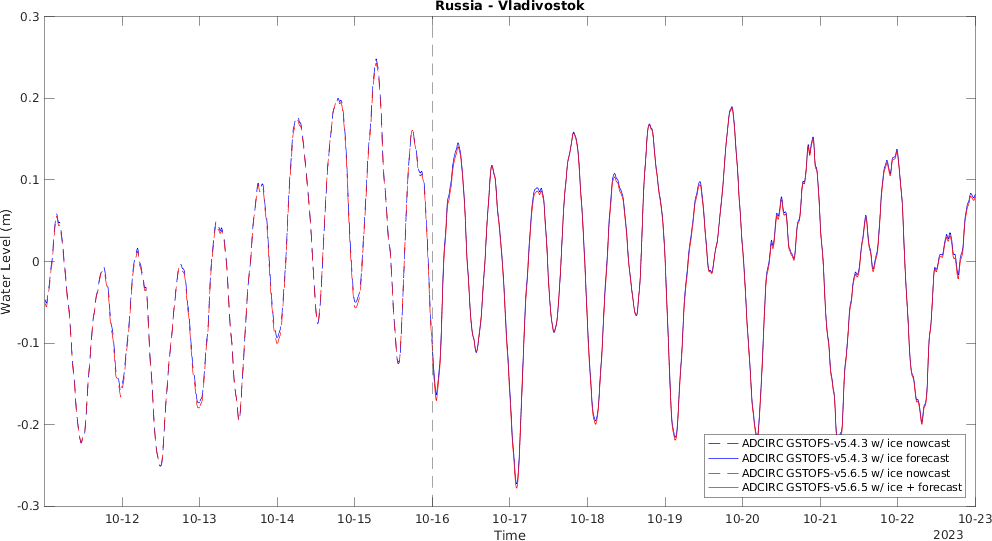 Russia - Vladivostok
0.3
0.2
0.1
0
-0.1
-0.2
-0.3
Water Level (m)
ADCIRC GSTOFS-v5.4.3 w/ ice nowcast
ADCIRC GSTOFS-v5.4.3 w/ ice forecast
ADCIRC GSTOFS-v5.6.5 w/ ice nowcast
ADCIRC GSTOFS-v5.6.5 w/ ice + forecast
10-12 10-13 10-14 10-15 10-16 10-17 10-18 10-19 10-20 10-21 10-22 10-23
Time
2023